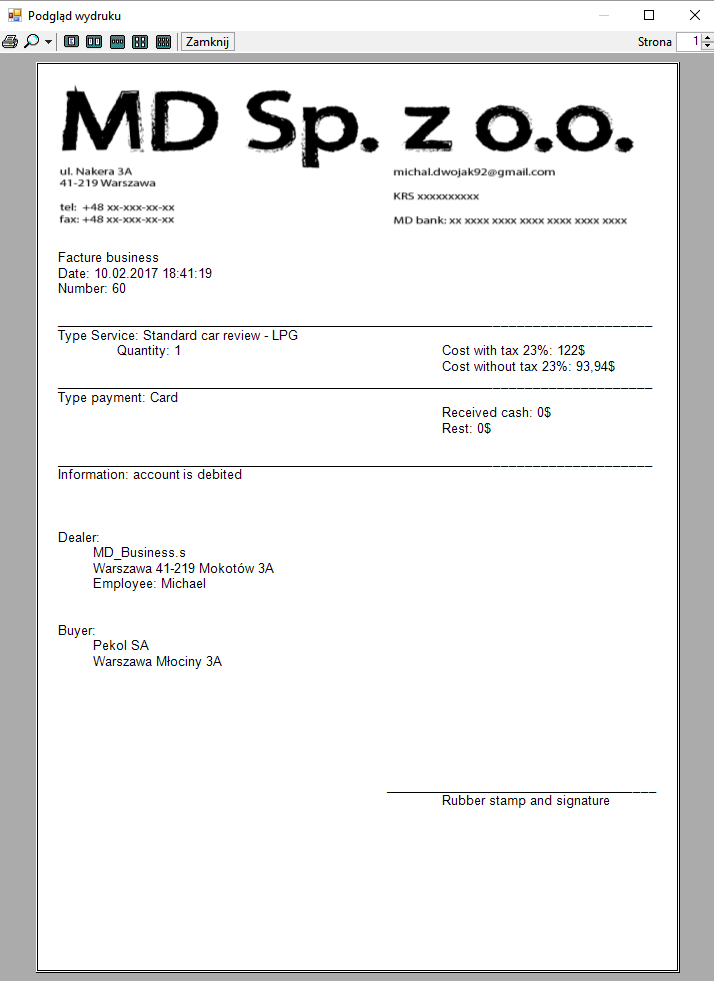 Podgląd wydruku
Zamknij
Strona 1
MD Sp. z o.o.
ul. Nakera 3A
41-219 Warszawa
tel: +48 xx-xxx-xx-xx
fax: +48 xxx-xx-xx
michal.dwojak92@gmail.com
KRS xxxxxxxxxx
MD bank: xx xxxx xxxx xxxx xxxx xxxx xxxx
Facture business
Date: 10.02.2017 18:41:19
Number: 60
Type Service: Standard car review - LPG
Quantity: 1
Cost with tax 23%: 122$
Cost without tax 23%: 93,94$
Type payment: Card
Received cash: 0$
Rest: 0$
Information: account is debited
Dealer:
MD_Business.s
Warszawa 41-219 Mokotów 3A
Employee: Michael
Buyer:
Pekol SA
Warszawa Młociny 3A
Rubber stamp and signature